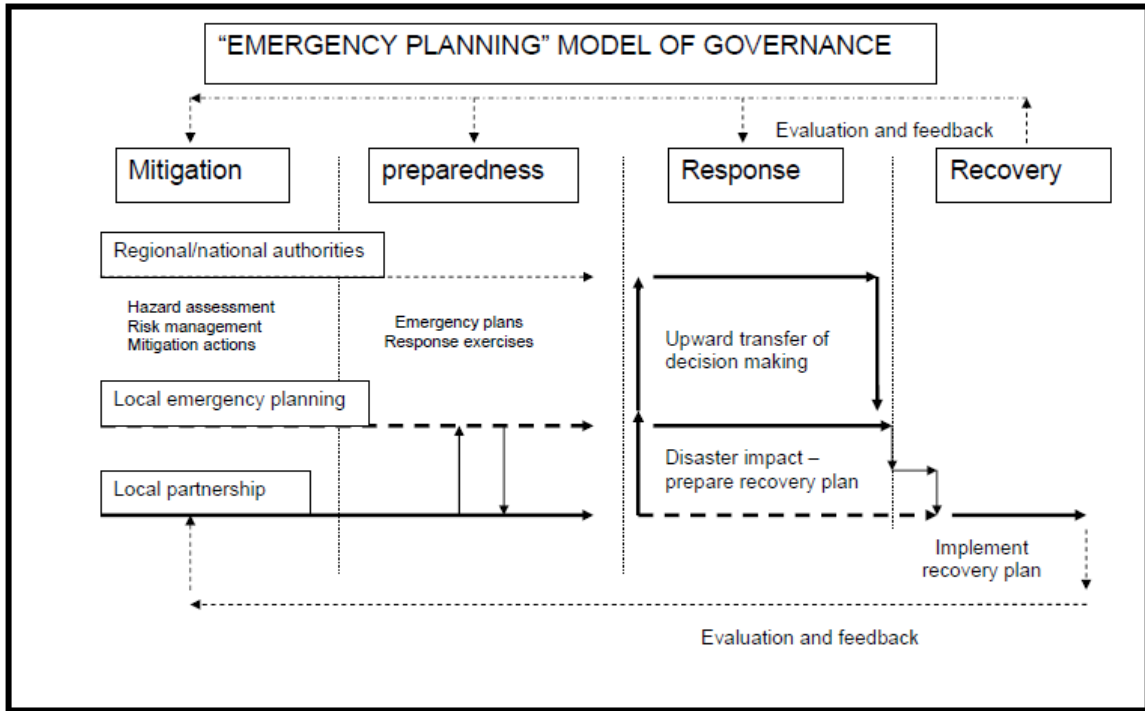 “EMERGENCY PLANNING” MODEL OF GOVERNANCE
Evaluation and feedback
Mitigation
preparedness
Response
Recovery
Regional/national authorities
Hazard assessment
Risk management
Mitigation actions
Emergency plans
Response exercises
Upward transfer of
decision making
Local emergency planning
Disaster impact –
prepare recovery plan
Local partnership
Implement
recovery plan
Evaluation and feedback